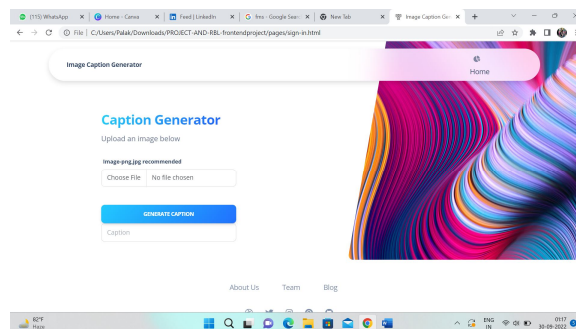 (115) WhatsApp
Home - Canva
Feed | LinkedIn
fms - Google Sear
New Tab
Image Caption Ge
File | C:/Users/Palak/Downloads/PROJECT-AND-RBL-frontendproject/pages/sign-in.html
Image Caption Generator
Home
Caption Generator
Upload an Image below
Image-png,jpg recommended
Choose File No file chosen
GENERATE CAPTION
Caption
About Us Team Blog
82°F
Haze
ENG
IN
01:17
30-09-2022